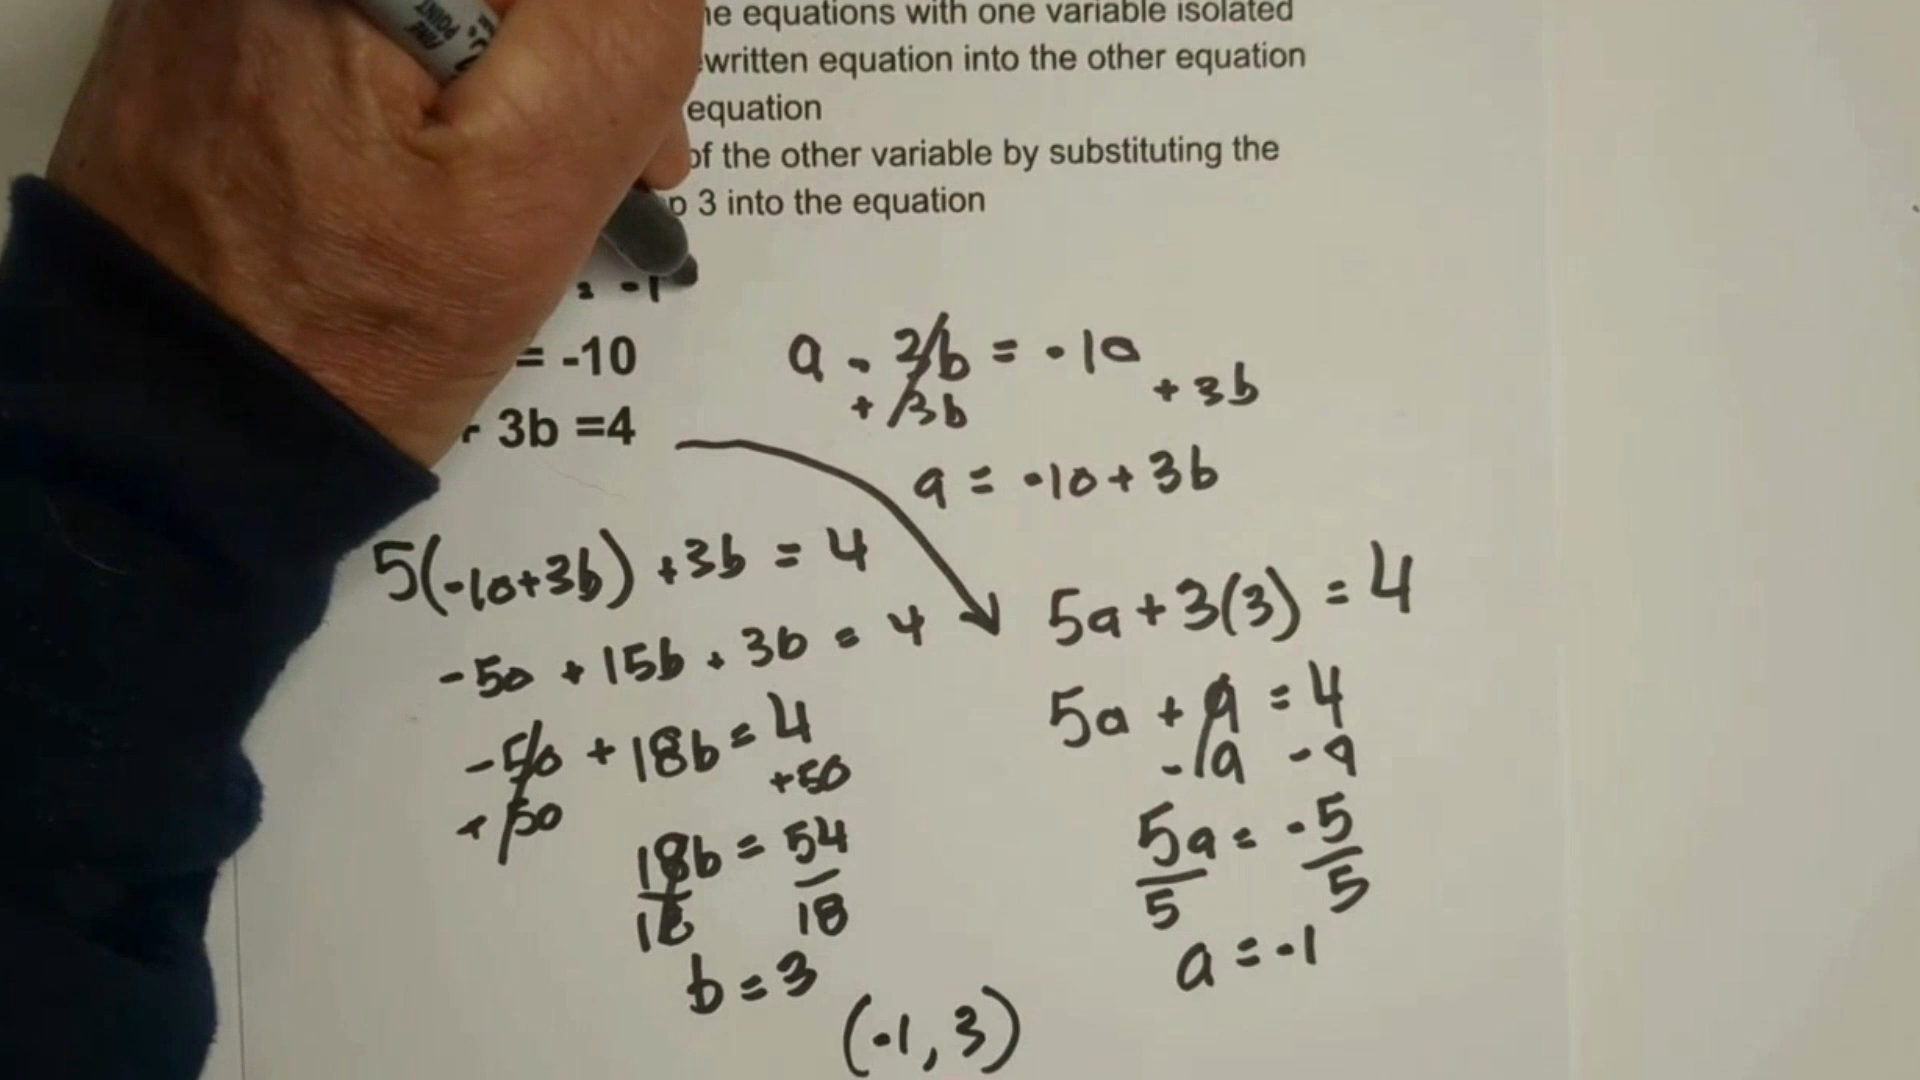 FINE
POINT
equations with one variable isolated
written equation into the other equation
equation
of the other variable by substituting the
3 into the equation
= -1
= -10
3b =4
a - 3b = -10
+ 3b + 3b
a = -10 + 3b
5(-10+3b) + 3b = 4
-50 + 15b + 3b = 4
-50 + 18b = 4
+50 +50
18b = 54
18 18
b = 3
5a + 3(3) = 4
5a + 9 = 4
-9 -9
5a = -5
5 5
a = -1
(-1, 3)